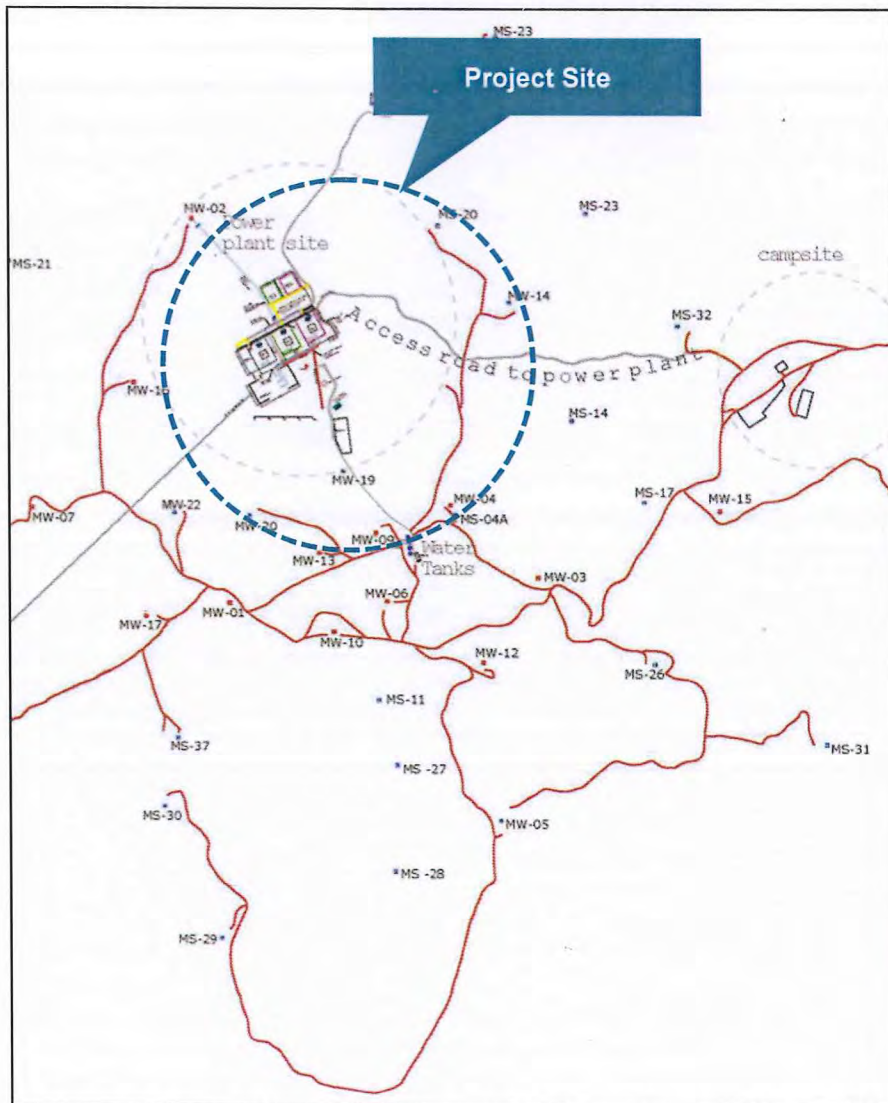 MS-23
Project Site
MW-02
Power
plant site
MS-20
MS-23
MS-21
campsite
MW-14
MS-32
Access road to power plant
MW-16
MS-14
MW-19
MW-04
MS-17
MW-15
MW-07
MW-22
MW-20
MS-04A
MW-09
MW-13
Water
Tanks
MW-03
MW-06
MW-01
MW-17
MW-10
MW-12
MS-26
MS-11
MS-37
MS-31
MS -27
MS-30
MW-05
MS -28
MS-29